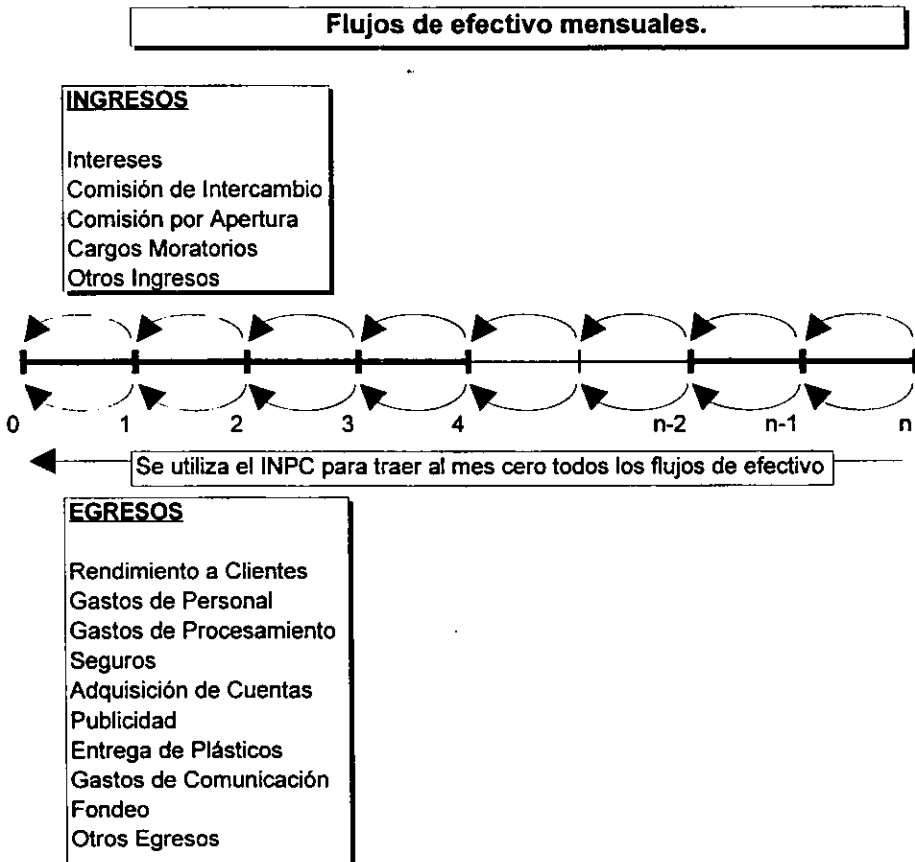 Flujos de efectivo mensuales.
INGRESOS
Intereses
Comisión de Intercambio
Comisión por Apertura
Cargos Moratorios
Otros Ingresos
0 1 2 3 4 n-2 n-1 n
Se utiliza el INPC para traer al mes cero todos los flujos de efectivo
EGRESOS
Rendimiento a Clientes
Gastos de Personal
Gastos de Procesamiento
Seguros
Adquisición de Cuentas
Publicidad
Entrega de Plásticos
Gastos de Comunicación
Fondeo
Otros Egresos